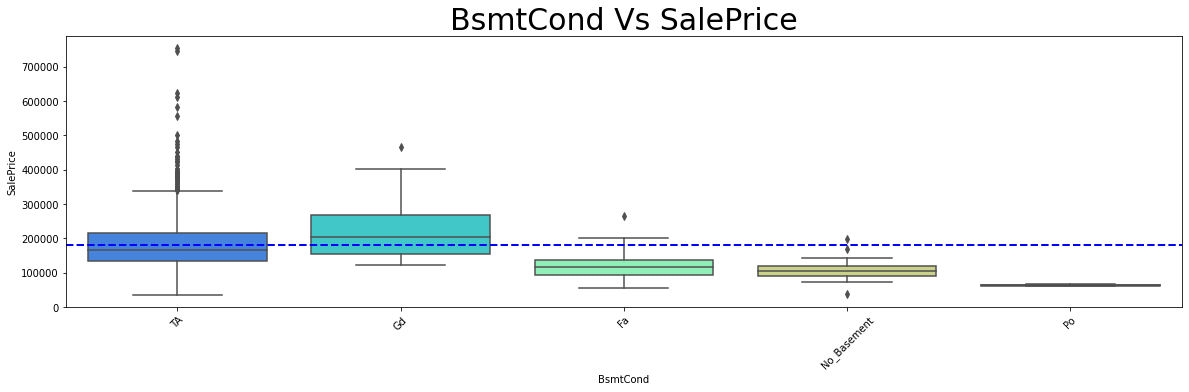 BsmtCond Vs SalePrice
700000
600000
500000
400000
300000
200000
100000
0
SalePrice
TA
Gd
Fa
No_Basement
Po
BsmtCond